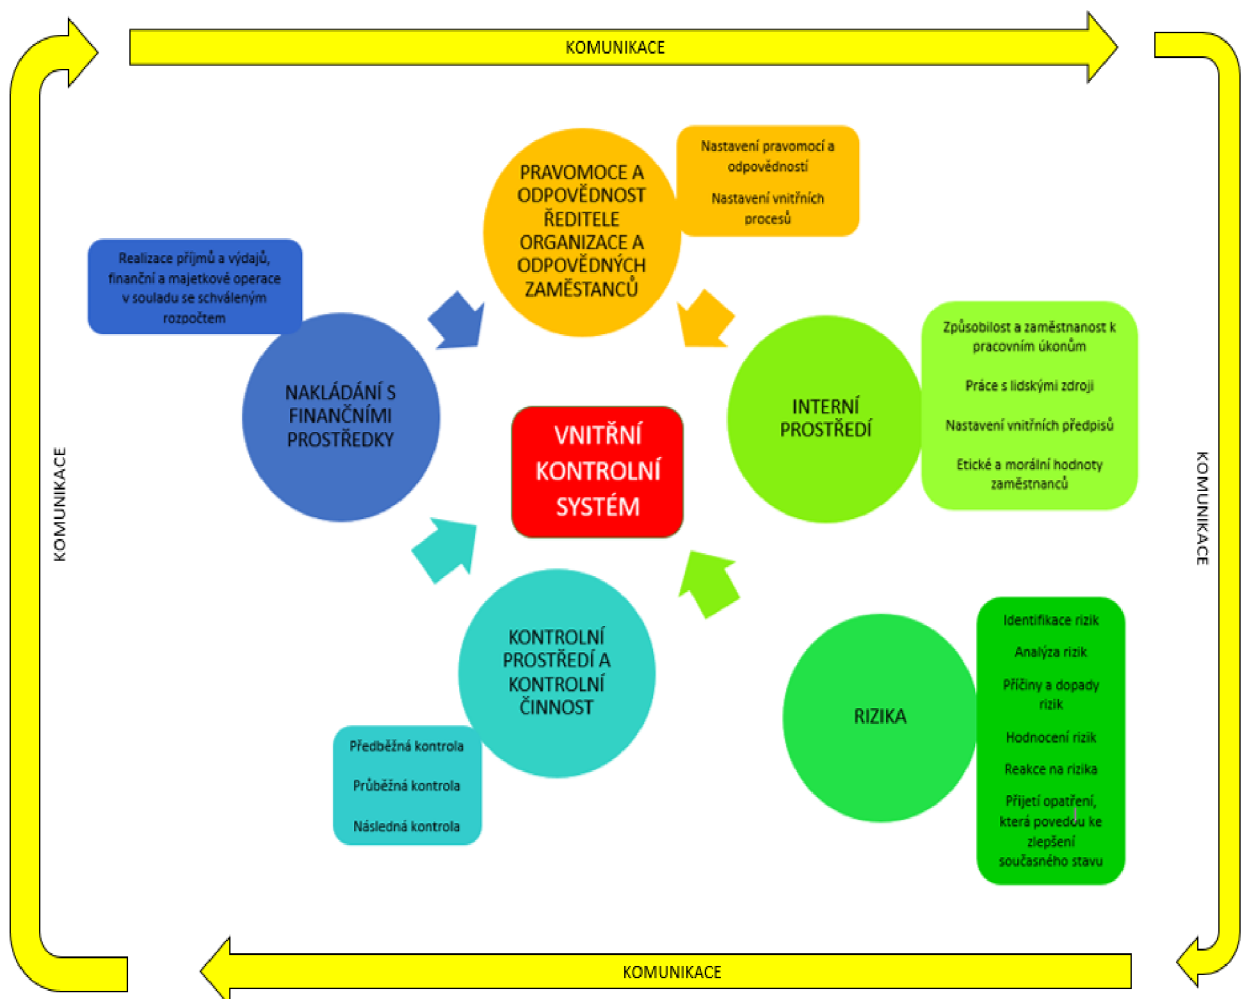 KOMUNIKACE
PRAVOMOCE A
ODPOVĚDNOST
ŘEDITELE
ORGANIZACE A
ODPOVĚDNÝCH
ZAMĚSTANCŮ
Nastavení pravomocí a
odpovědností
Nastavení vnitřních
procesů
Realizace příjmů a výdajů,
finanční a majetkové operace
v souladu se schváleným
rozpočtem
NAKLÁDÁNÍ S
FINANČNÍMI
PROSTŘEDKY
VNITŘNÍ
KONTROLNÍ
SYSTÉM
INTERNÍ
PROSTŘEDÍ
Způsobilost a zaměstnanost k
pracovním úkonům
Práce s lidskými zdroji
Nastavení vnitřních předpisů
Etické a morální hodnoty
zaměstnanců
KOMUNIKACE
KOMUNIKACE
KONTROLNÍ
PROSTŘEDÍ A
KONTROLNÍ
ČINNOST
Předběžná kontrola
Průběžná kontrola
Následná kontrola
RIZIKA
Identifikace rizik
Analýza rizik
Příčiny a dopady
rizik
Hodnocení rizik
Reakce na rizika
Přijetí opatření,
která povedou ke
zlepšení
současného stavu
KOMUNIKACE